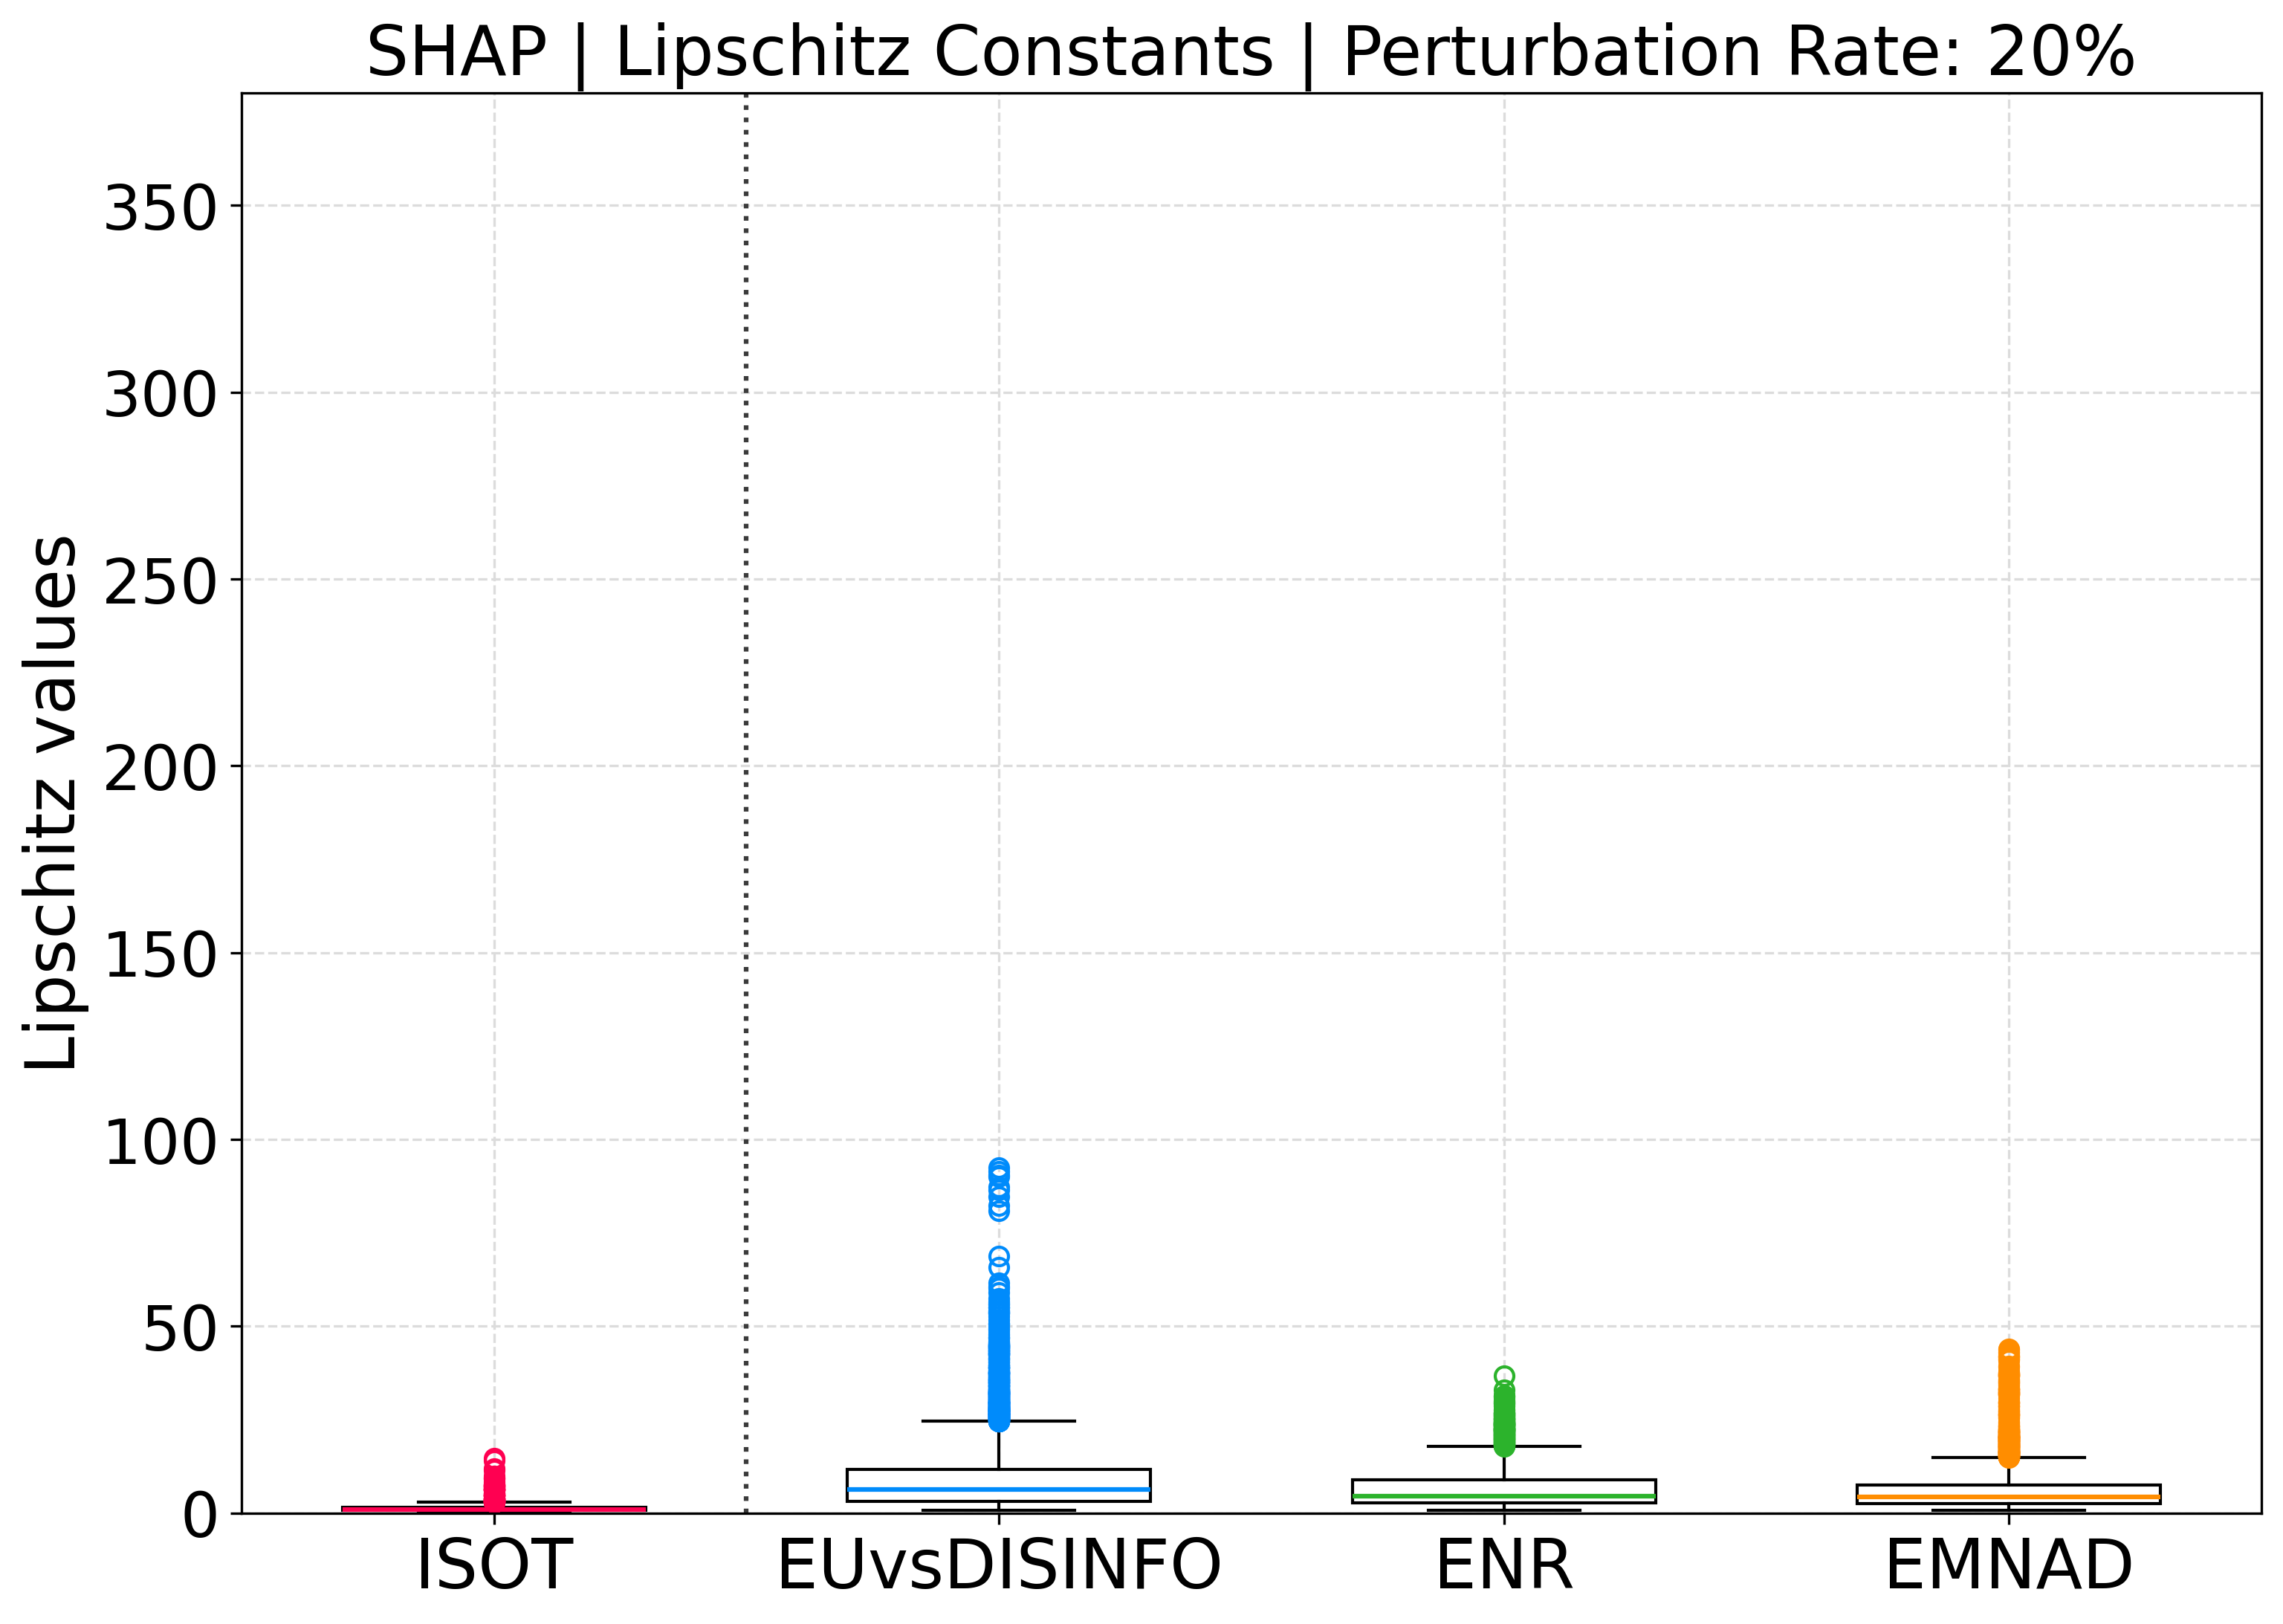 SHAP | Lipschitz Constants | Perturbation Rate: 20%
Lipschitz values
350
300
250
200
150
100
50
0
ISOT EUvsDISINFO ENR EMNAD